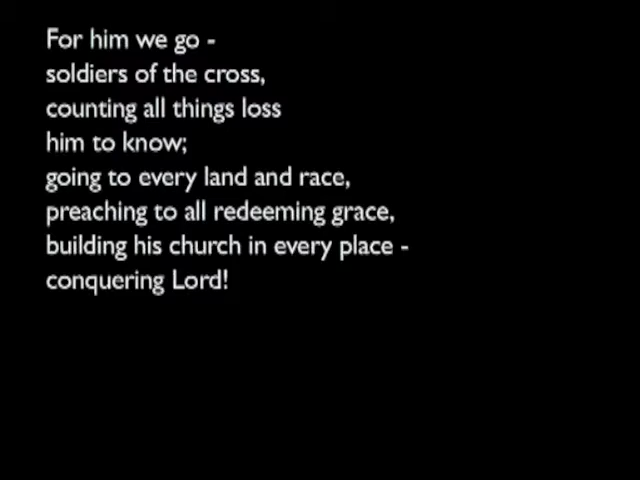 For him we go -
soldiers of the cross,
counting all things loss
him to know;
going to every land and race,
preaching to all redeeming grace,
building his church in every place -
conquering Lord!